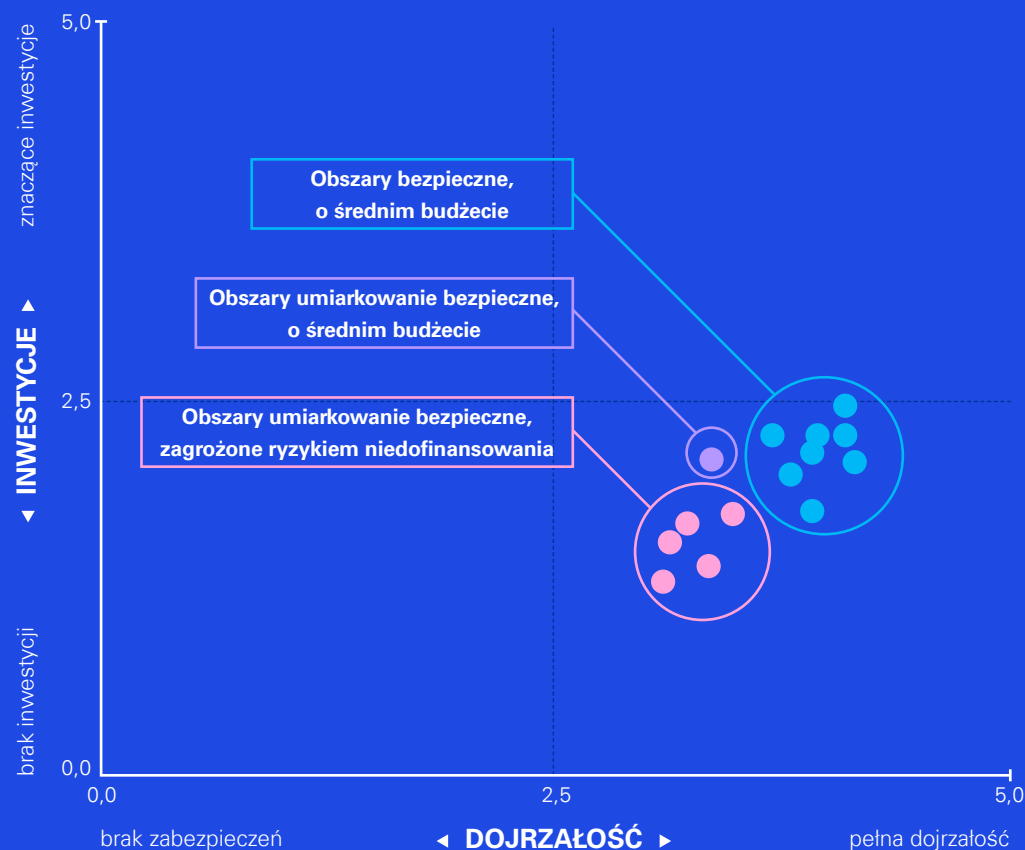 5,0
znaczące inwestycje
Obszary bezpieczne,
o średnim budżecie
Obszary umiarkowanie bezpieczne,
o średnim budżecie
◄ INWESTYCJE ►
2,5
Obszary umiarkowanie bezpieczne,
zagrożone ryzykiem niedofinansowania
brak inwestycji
0,0
0,0
2,5
5,0
brak zabezpieczeń
◄ DOJRZAŁOŚĆ ►
pełna dojrzałość